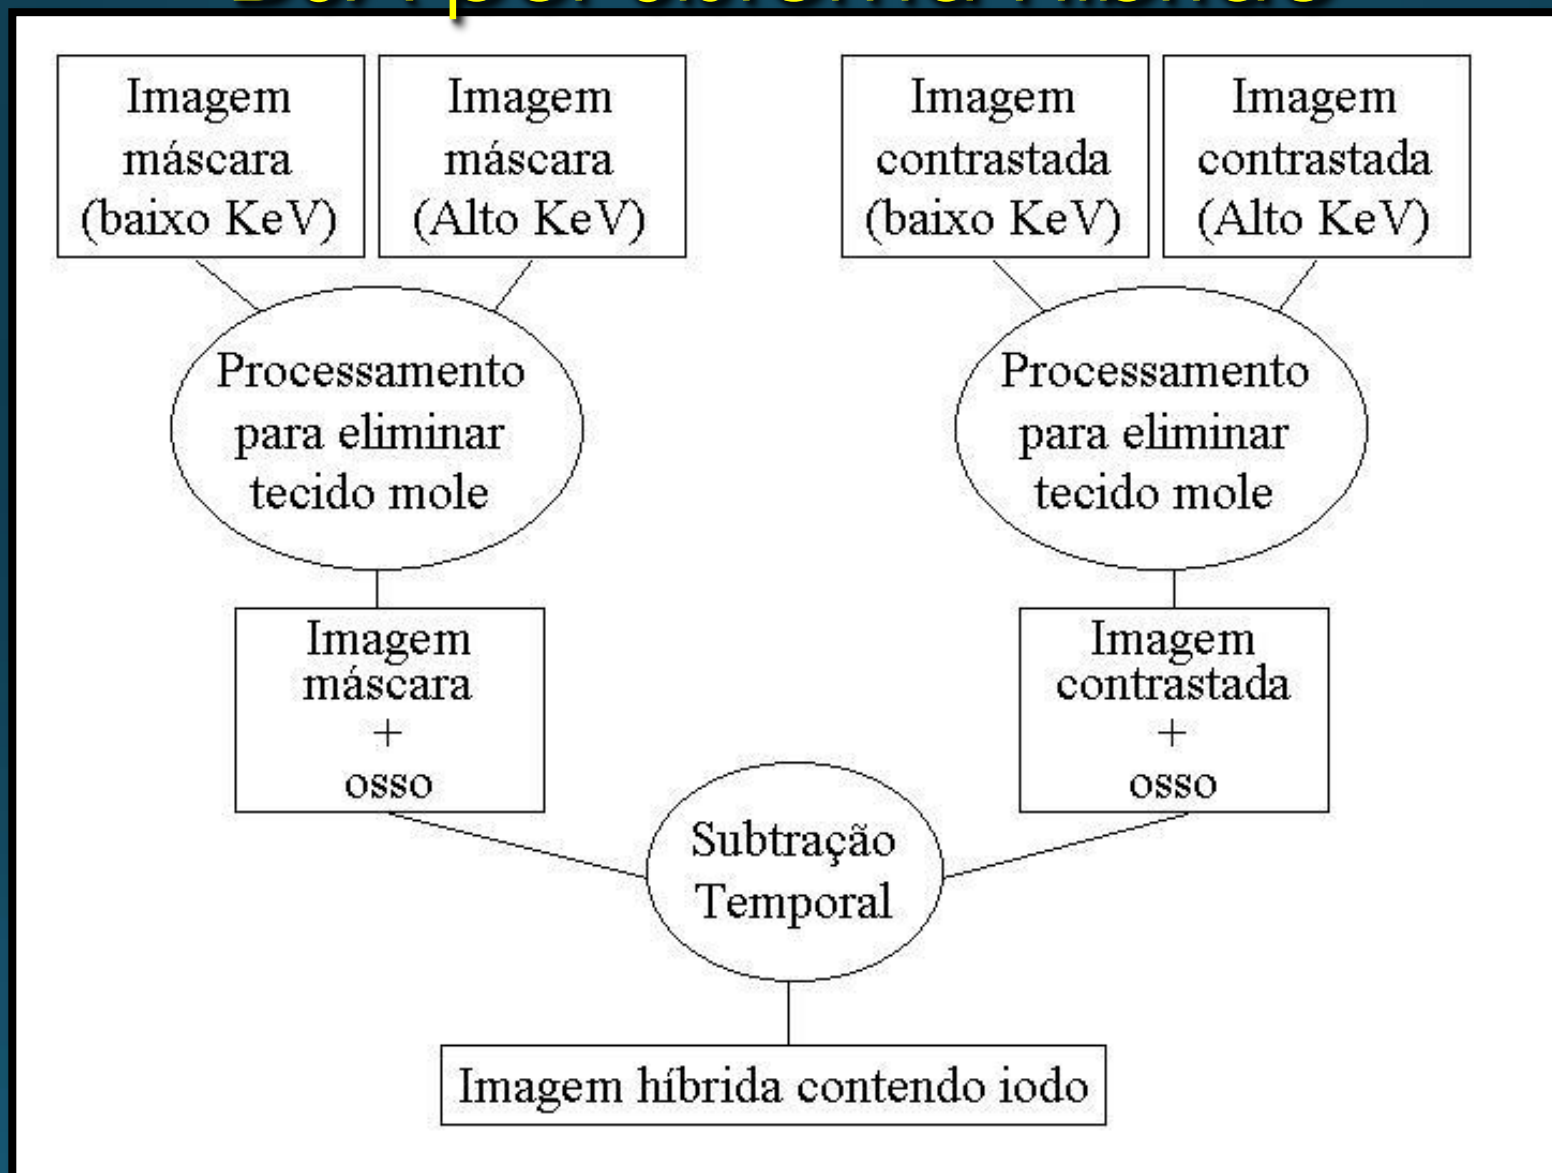 Imagem
máscara
(baixo KeV)
Imagem
máscara
(Alto KeV)
Imagem
contrastada
(baixo KeV)
Imagem
contrastada
(Alto KeV)
Processamento
para eliminar
tecido mole
Processamento
para eliminar
tecido mole
Imagem
máscara
+
osso
Imagem
contrastada
+
osso
Subtração
Temporal
Imagem híbrida contendo iodo